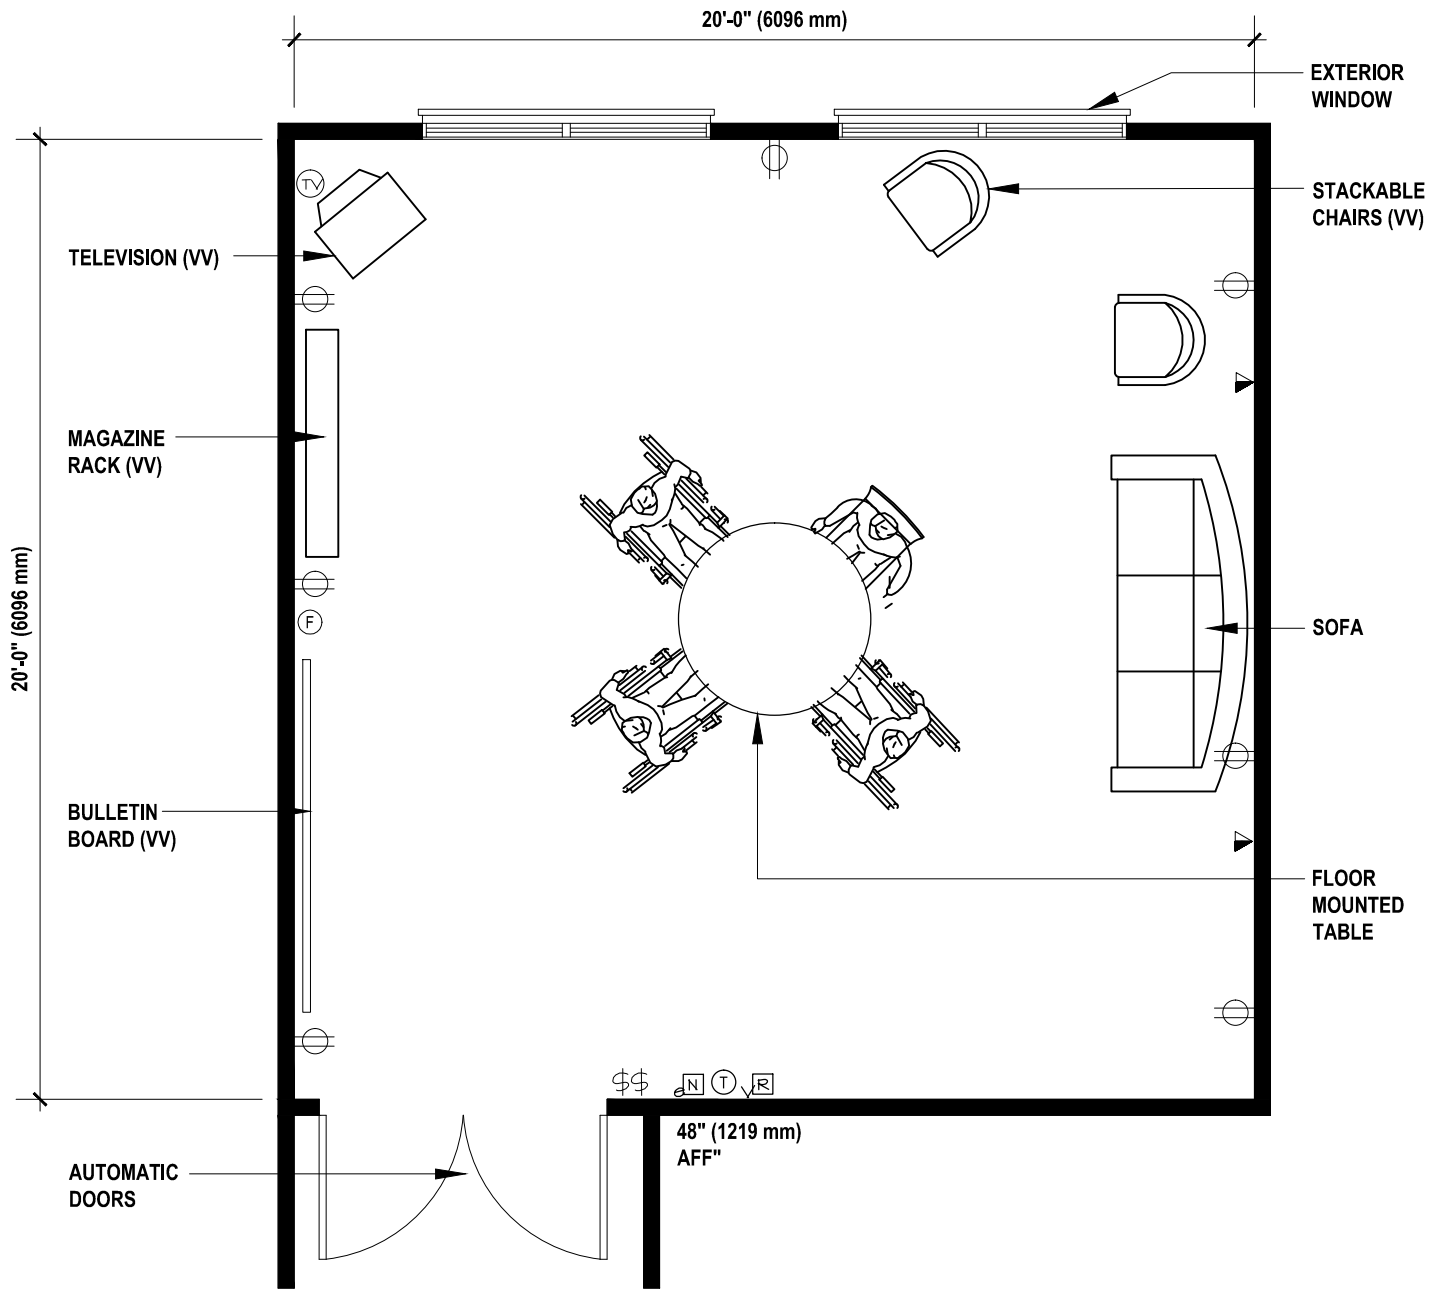 20'-0" (6096 mm)
EXTERIOR
WINDOW
TV
STACKABLE
CHAIRS (VV)
TELEVISION (VV)
MAGAZINE
RACK (VV)
20'-0" (6096 mm)
F
SOFA
BULLETIN
BOARD (VV)
FLOOR
MOUNTED
TABLE
$$ e N T V R
48" (1219 mm)
AFF"
AUTOMATIC
DOORS